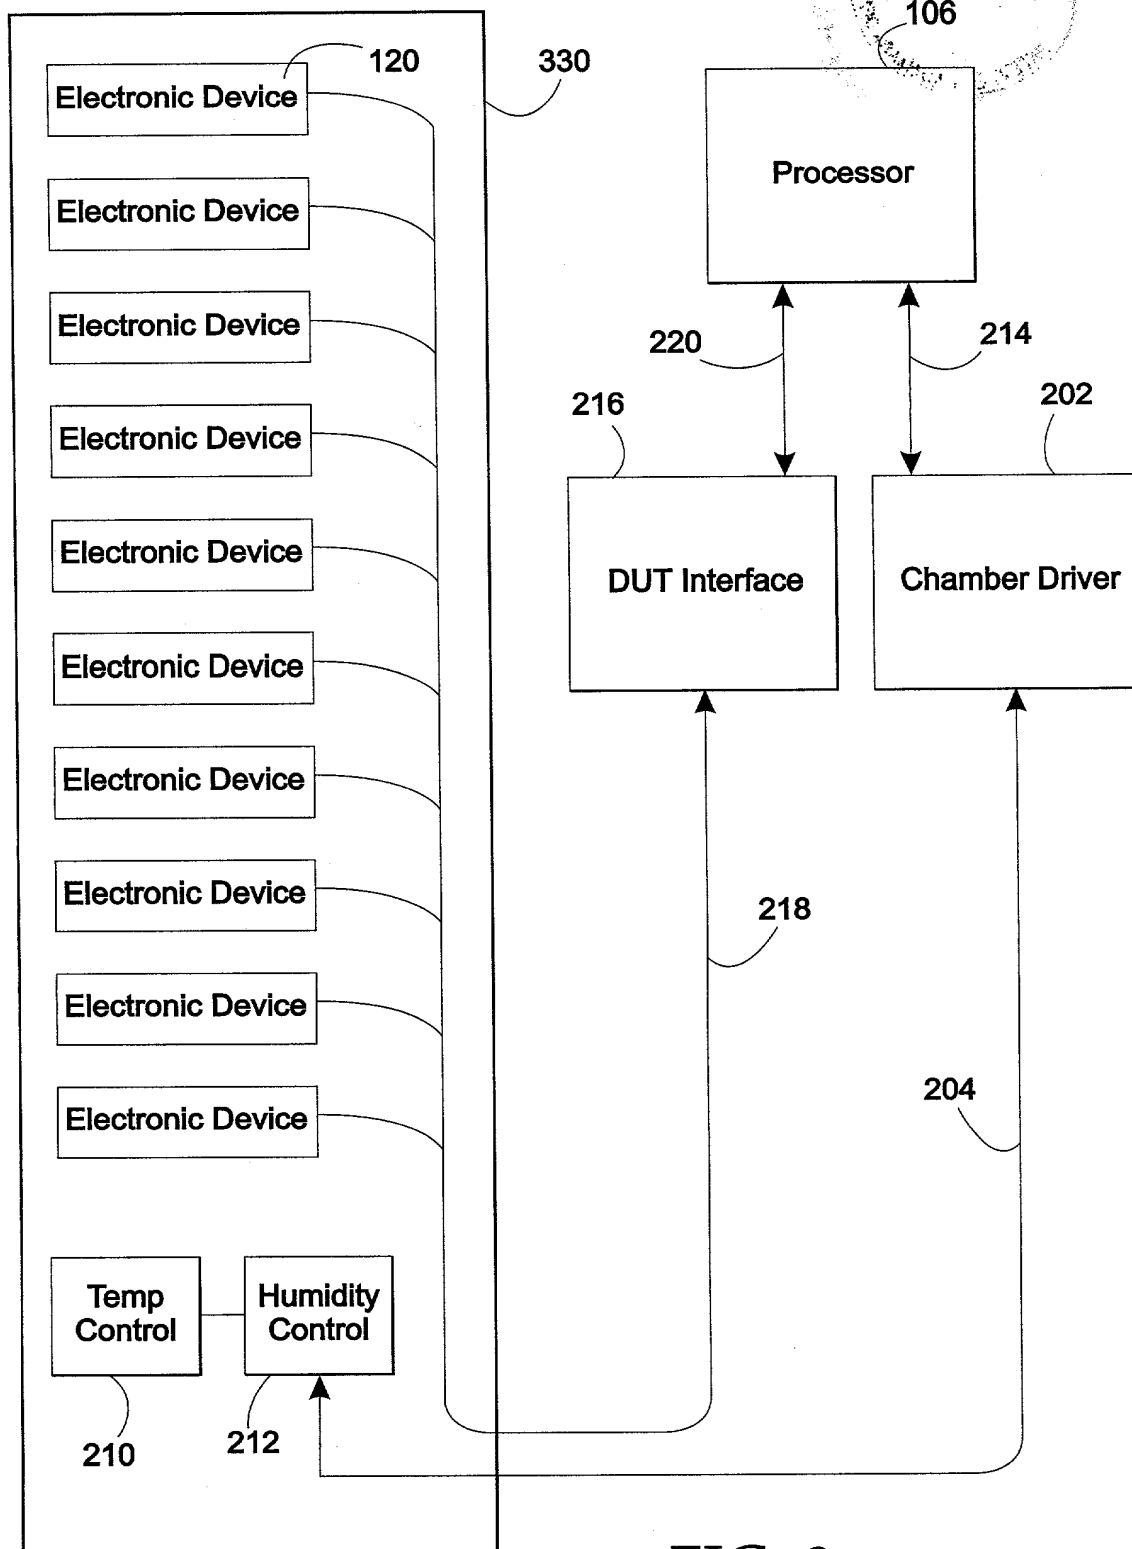 106
120
330
Electronic Device
Processor
Electronic Device
Electronic Device
220
214
216
202
Electronic Device
Electronic Device
DUT Interface
Chamber Driver
Electronic Device
Electronic Device
Electronic Device
218
Electronic Device
204
Electronic Device
Temp
Control
Humidity
Control
210
212